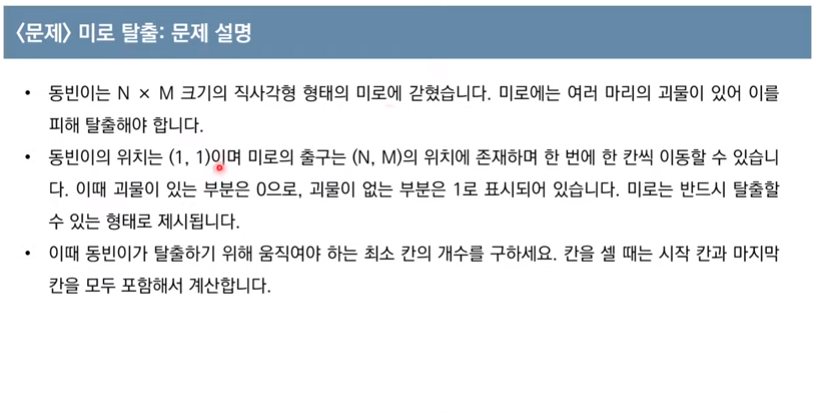 <문제> 미로 탈출: 문제 설명
• 동빈이는 N × M 크기의 직사각형 형태의 미로에 갇혔습니다. 미로에는 여러 마리의 괴물이 있어 이를
피해 탈출해야 합니다.
• 동빈이의 위치는 (1, 1)이며 미로의 출구는 (N, M)의 위치에 존재하며 한 번에 한 칸씩 이동할 수 있습니
다. 이때 괴물이 있는 부분은 0으로, 괴물이 없는 부분은 1로 표시되어 있습니다. 미로는 반드시 탈출할
수 있는 형태로 제시됩니다.
• 이때 동빈이가 탈출하기 위해 움직여야 하는 최소 칸의 개수를 구하세요. 칸을 셀 때는 시작 칸과 마지막
칸을 모두 포함해서 계산합니다.